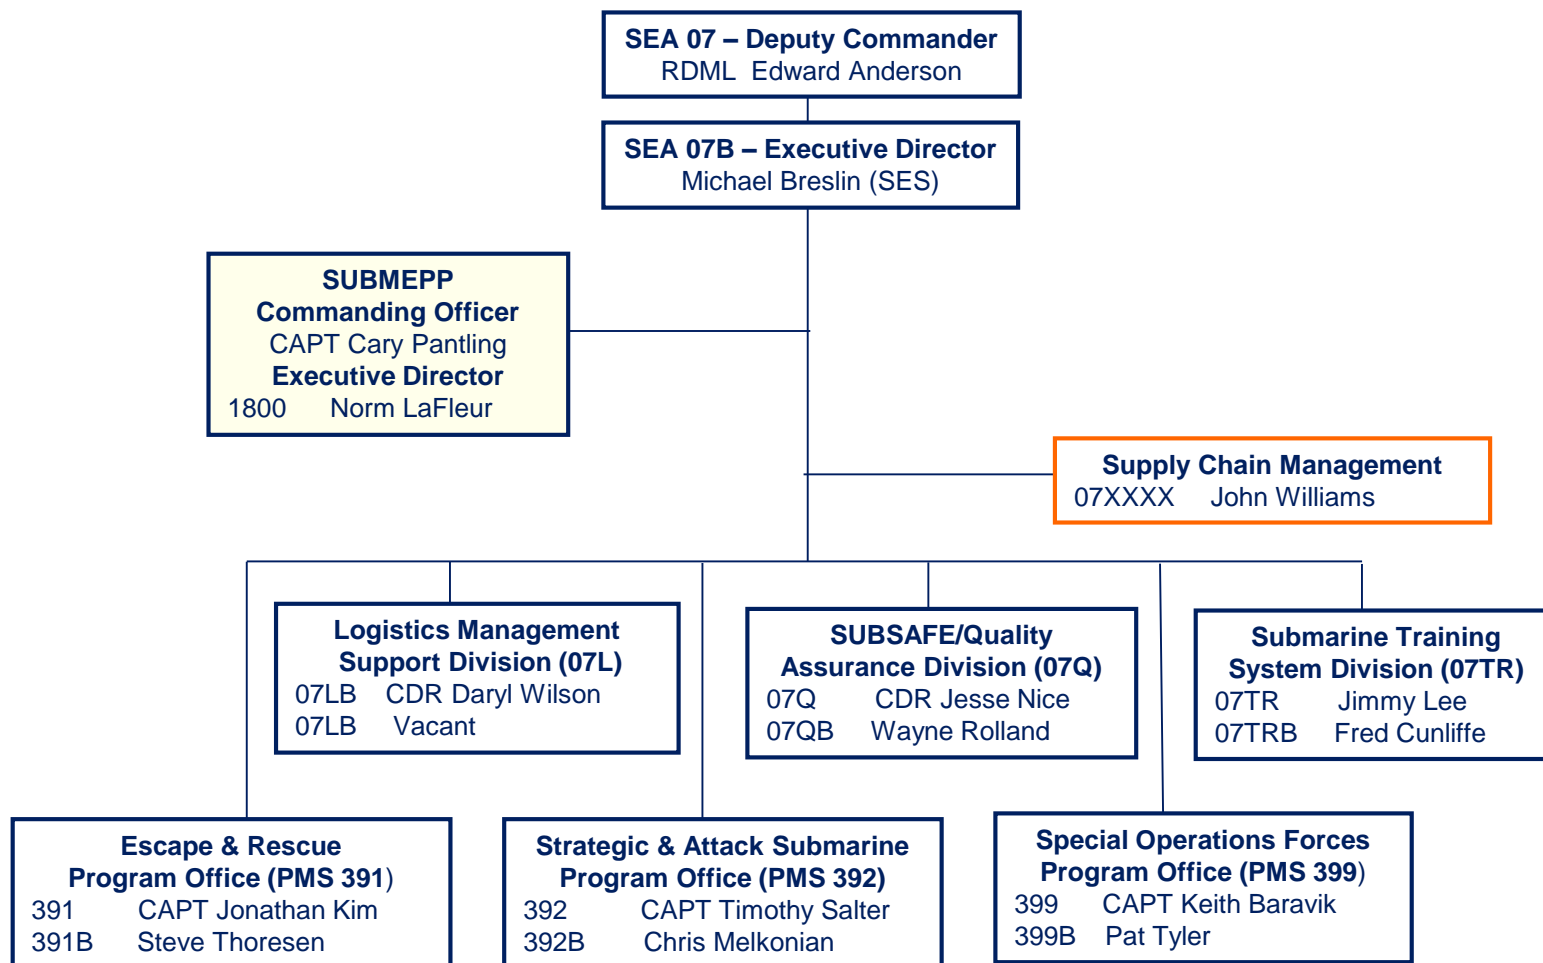 SEA 07 – Deputy Commander
RDML Edward Anderson
SEA 07B – Executive Director
Michael Breslin (SES)
SUBMEPP
Commanding Officer
CAPT Cary Pantling
Executive Director
1800 Norm LaFleur
Supply Chain Management
07XXXX John Williams
Logistics Management
Support Division (07L)
07LB CDR Daryl Wilson
07LB Vacant
SUBSAFE/Quality
Assurance Division (07Q)
07Q CDR Jesse Nice
07QB Wayne Rolland
Submarine Training
System Division (07TR)
07TR Jimmy Lee
07TRB Fred Cunliffe
Escape & Rescue
Program Office (PMS 391)
391 CAPT Jonathan Kim
391B Steve Thoresen
Strategic & Attack Submarine
Program Office (PMS 392)
392 CAPT Timothy Salter
392B Chris Melkonian
Special Operations Forces
Program Office (PMS 399)
399 CAPT Keith Baravik
399B Pat Tyler